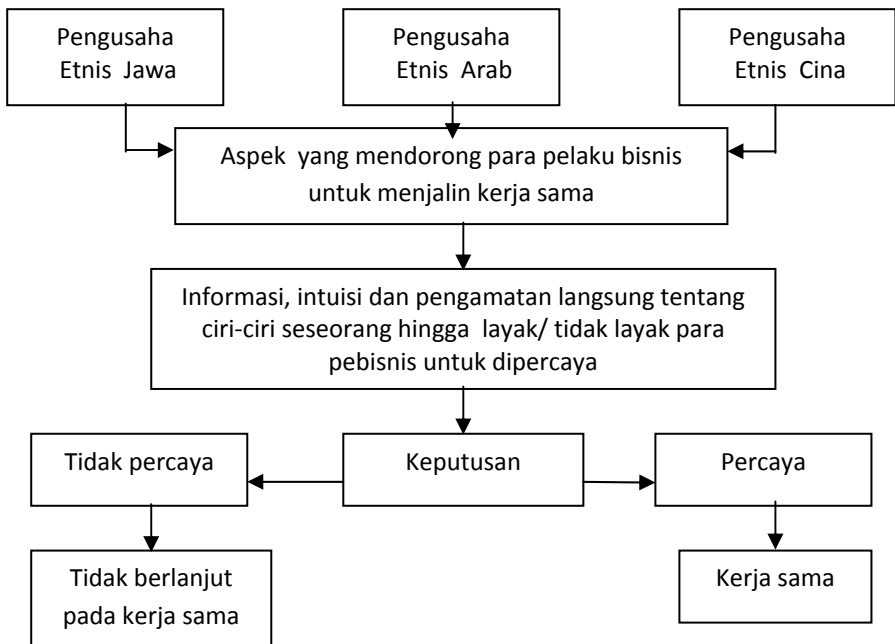 Pengusaha
Etnis Jawa
Pengusaha
Etnis Arab
Pengusaha
Etnis Cina
Aspek yang mendorong para pelaku bisnis
untuk menjalin kerja sama
Informasi, intuisi dan pengamatan langsung tentang
ciri-ciri seseorang hingga layak/ tidak layak para
pebisnis untuk dipercaya
Tidak percaya
Keputusan
Percaya
Tidak berlanjut
pada kerja sama
Kerja sama